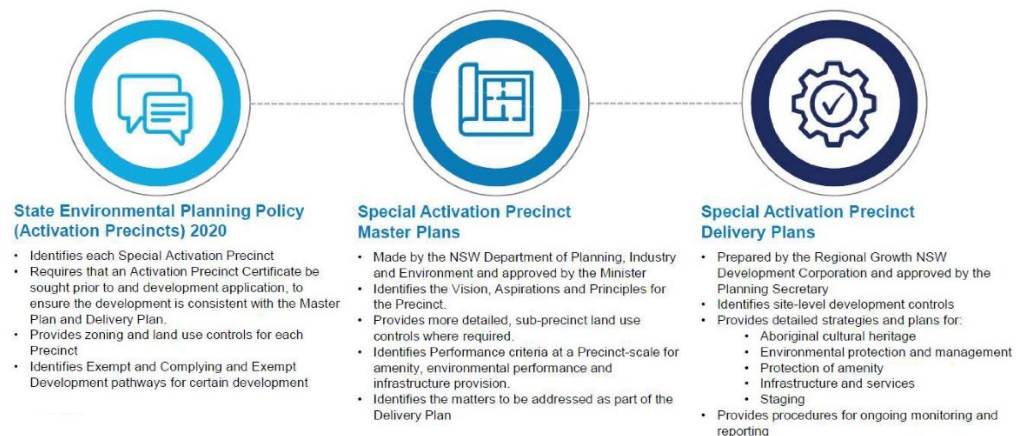 State Environmental Planning Policy
(Activation Precincts) 2020
• Identifies each Special Activation Precinct
• Requires that an Activation Precinct Certificate be
sought prior to and development application, to
ensure the development is consistent with the Master
Plan and Delivery Plan.
• Provides zoning and land use controls for each
Precinct
• Identifies Exempt and Complying and Exempt
Development pathways for certain development
Special Activation Precinct
Master Plans
• Made by the NSW Department of Planning, Industry
and Environment and approved by the Minister
• Identifies the Vision, Aspirations and Principles for
the Precinct.
• Provides more detailed, sub-precinct land use
controls where required.
• Identifies Performance criteria at a Precinct-scale for
amenity, environmental performance and
infrastructure provision.
• Identifies the matters to be addressed as part of the
Delivery Plan
Special Activation Precinct
Delivery Plans
• Prepared by the Regional Growth NSW
Development Corporation and approved by the
Planning Secretary
• Identifies site-level development controls
• Provides detailed strategies and plans for:
• Aboriginal cultural heritage
• Environmental protection and management
• Protection of amenity
• Infrastructure and services
• Staging
• Provides procedures for ongoing monitoring and
reporting